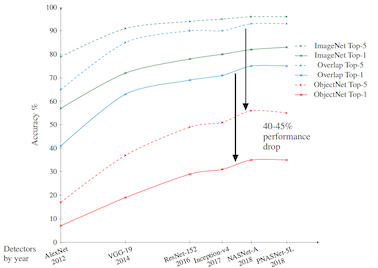 Accuracy %
100
90
80
70
60
50
40
30
20
10
0
ImageNet Top-5
ImageNet Top-1
Overlap Top-5
Overlap Top-1
ObjectNet Top-5
ObjectNet Top-1
40-45%
performance
drop
Detectors
by year
AlexNet
2012
VGG-19
2014
ResNet-152
2016
Inception-v4
2017
NASNet-A
2018
PNASNet-5L
2018